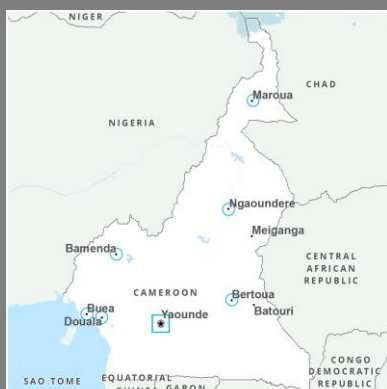 NIGER
CHAD
Maroua
NIGERIA
Ngaoundere
Meiganga
Bamenda
CENTRAL
AFRICAN
REPUBLIC
CAMEROON
Bertoua
Batouri
Buea
Douala
Yaounde
CONGO
DEMOCRATIC
REPUBLIC
SAO TOME
EQUATORIAL
GUINEA
GABON